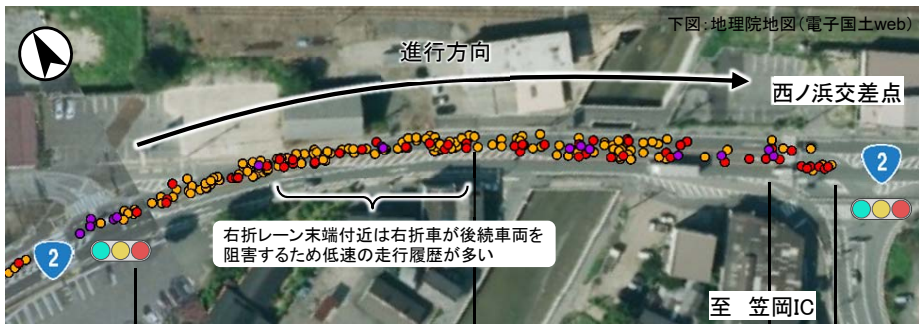 下図:地理院地図(電子国土web)
進行方向
西ノ浜交差点
2
右折レーン末端付近は右折車が後続車両を
阻害するため低速の走行履歴が多い
2
至 笠岡IC